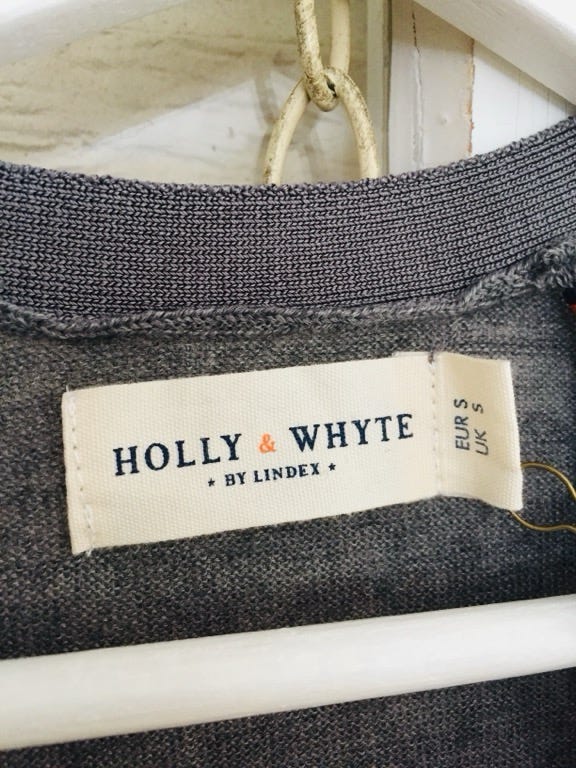 HOLLY & WHYTE
★ BY LINDEX ★
EUR S
UK S